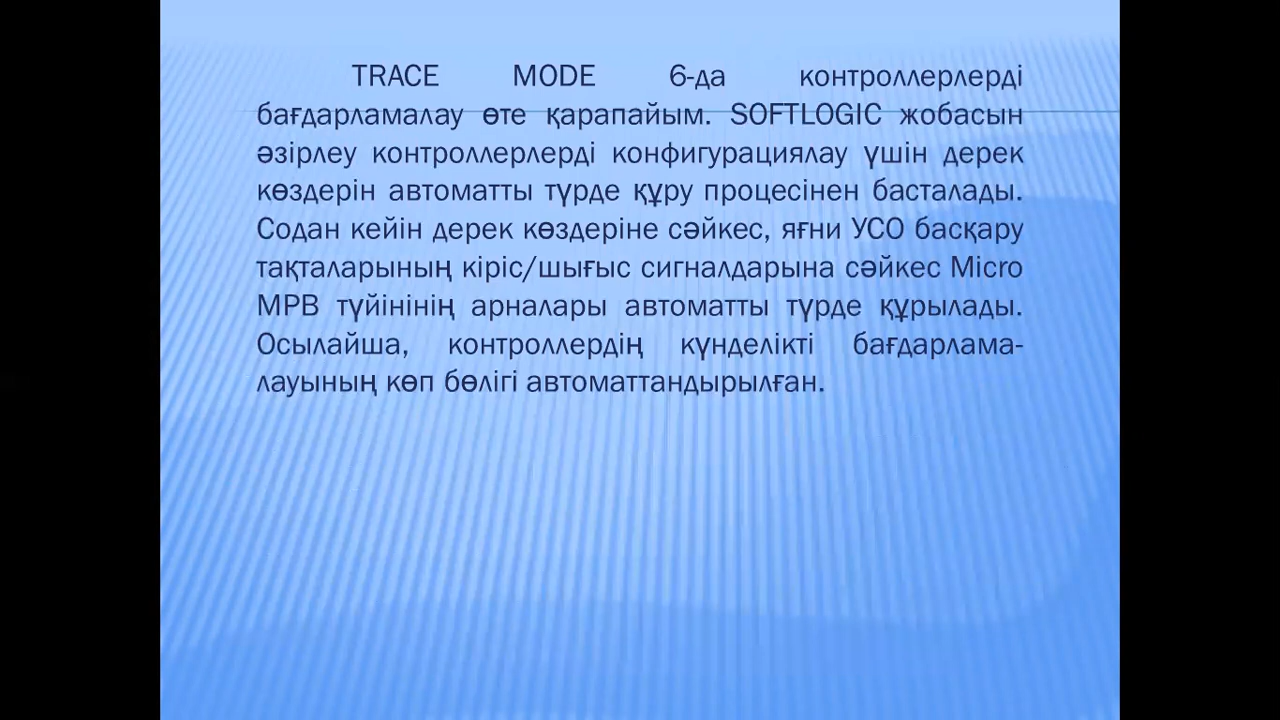 TRACE MODE 6-да контроллерлерді
бағдарламалау өте қарапайым. SOFTLOGIC жобасын
әзірлеу контроллерлерді конфигурациялау үшін дерек
көздерін автоматты түрде құру процесінен басталады.
Содан кейін дерек көздеріне сәйкес, яғни УСО басқару
тақталарының кіріс/шығыс сигналдарына сәйкес Micro
МРВ түйінінің арналары автоматты түрде құрылады.
Осылайша, контроллердің күнделікті бағдарлама-
лауының көп бөлігі автоматтандырылған.